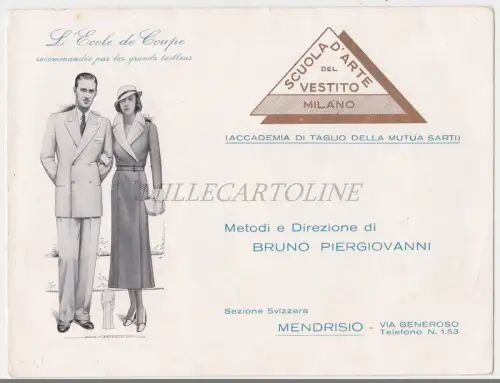 L'Ecole de Coupe
recommandée par les grands tailleurs
SCUOLA D'ARTE
DEL
VESTITO
MILANO
(ACCADEMIA DI TAGLIO DELLA MUTUA SARTI)
MILLECARTOLINE
Metodi e Direzione di
BRUNO PIERGIOVANNI
Sezione Svizzera
MENDRISIO - VIA GENEROSO
Telefono N. 1.53